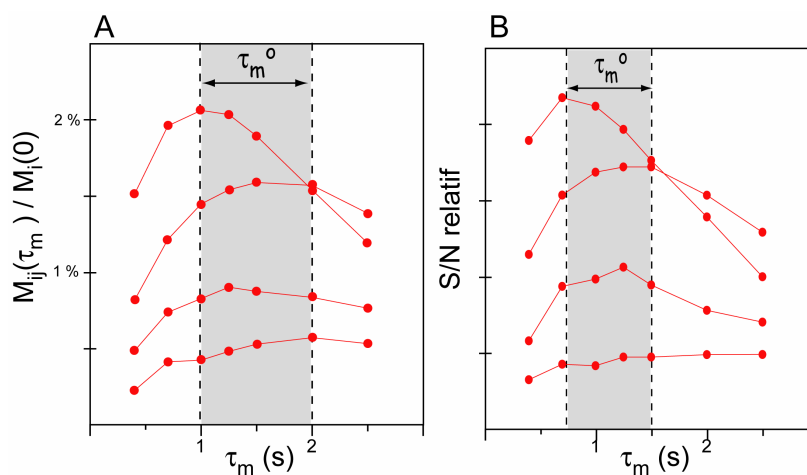 A
τm°
2 %
1 %
Mij(τm) / Mi(0)
1
2
τm (s)
B
τm°
S/N relatif
1
2
τm (s)